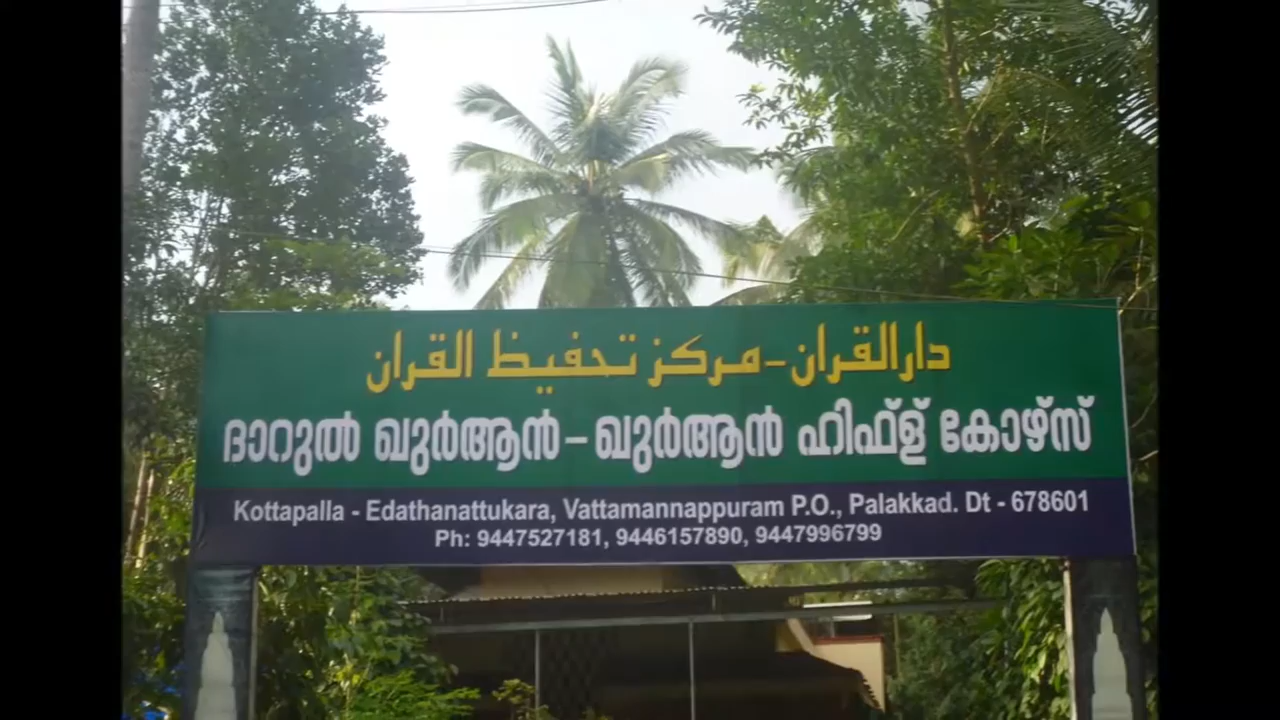 دارالقران-مركز تحفيظ القران
ദാറുൽ ഖുർആൻ-ഖുർആൻ ഹിഫ്ള് കോഴ്സ്
Kottapalla - Edathanattukara, Vattamannappuram P.O., Palakkad. Dt - 678601
Ph: 9447527181, 9446157890, 9447996799